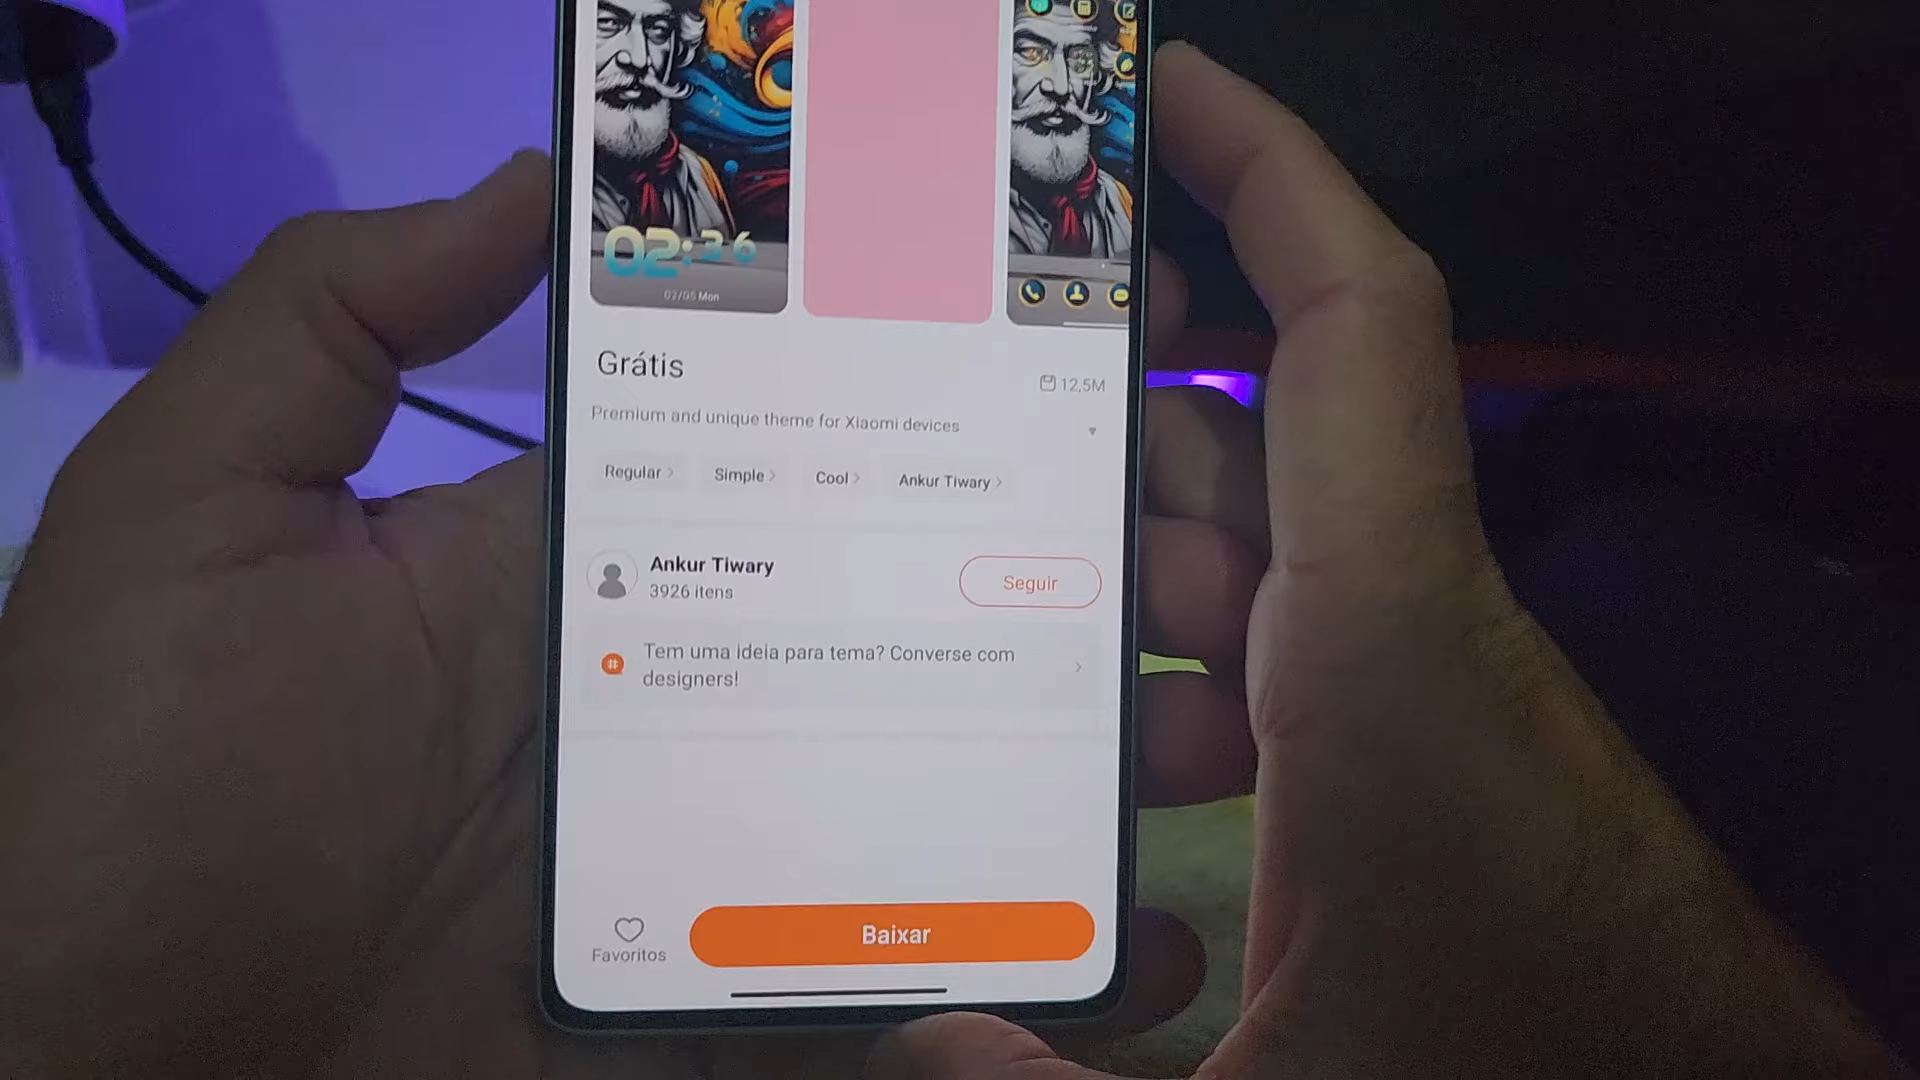 02:36
02/05 Mon
Grátis
12,5M
Premium and unique theme for Xiaomi devices
Regular
Simple
Cool
Ankur Tiwary
Ankur Tiwary
3926 itens
Seguir
Tem uma ideia para tema? Converse com
designers!
Favoritos
Baixar